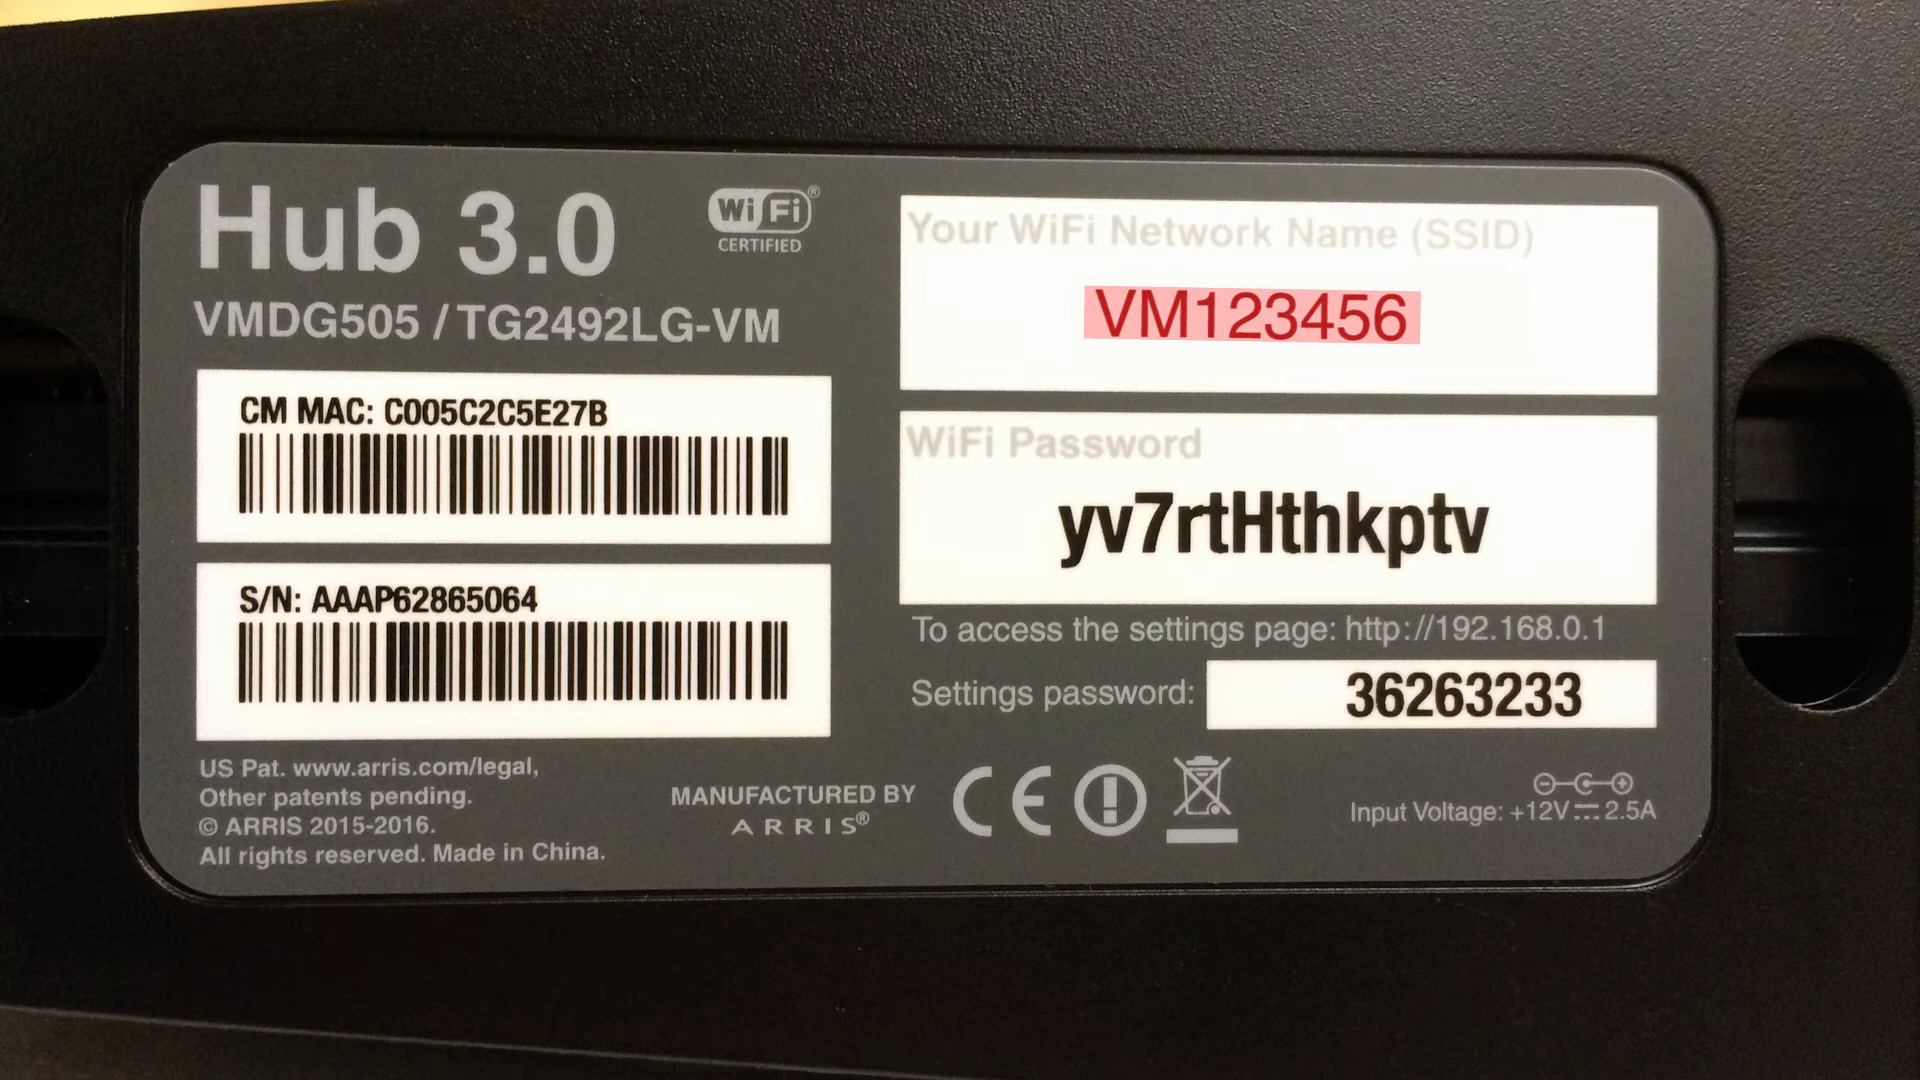 Hub 3.0
WiFi®
CERTIFIED
VMDG505 / TG2492LG-VM
CM MAC: C005C2C5E27B
S/N: AAAP62865064
US Pat. www.arris.com/legal,
Other patents pending.
© ARRIS 2015-2016.
All rights reserved. Made in China.
MANUFACTURED BY
ARRIS®
CE
Your WiFi Network Name (SSID)
VM123456
WiFi Password
yv7rtHthkptv
To access the settings page: http://192.168.0.1
Settings password: 36263233
Input Voltage: +12V⎓2.5A